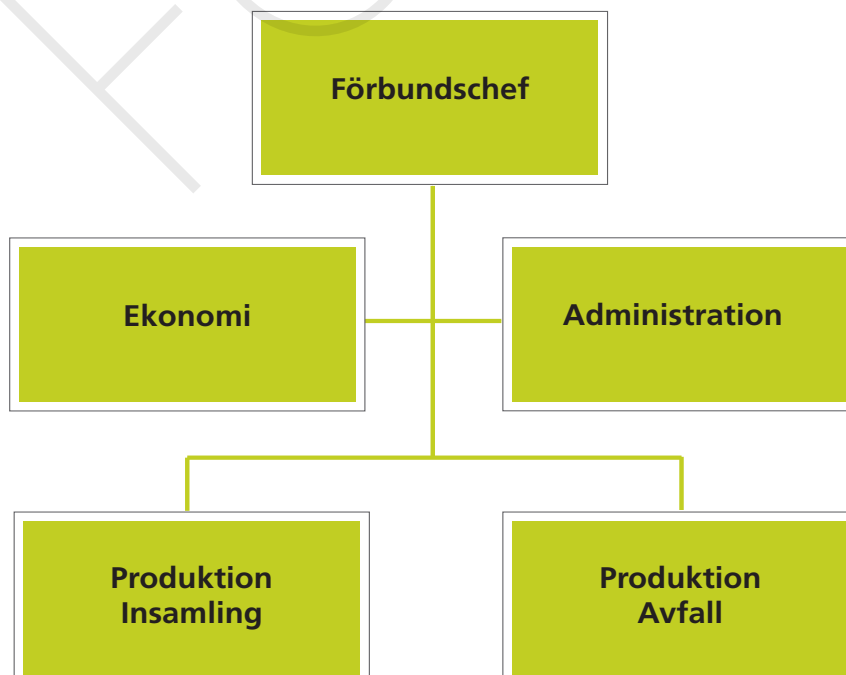 Förbundschef
Ekonomi
Administration
Produktion
Insamling
Produktion
Avfall